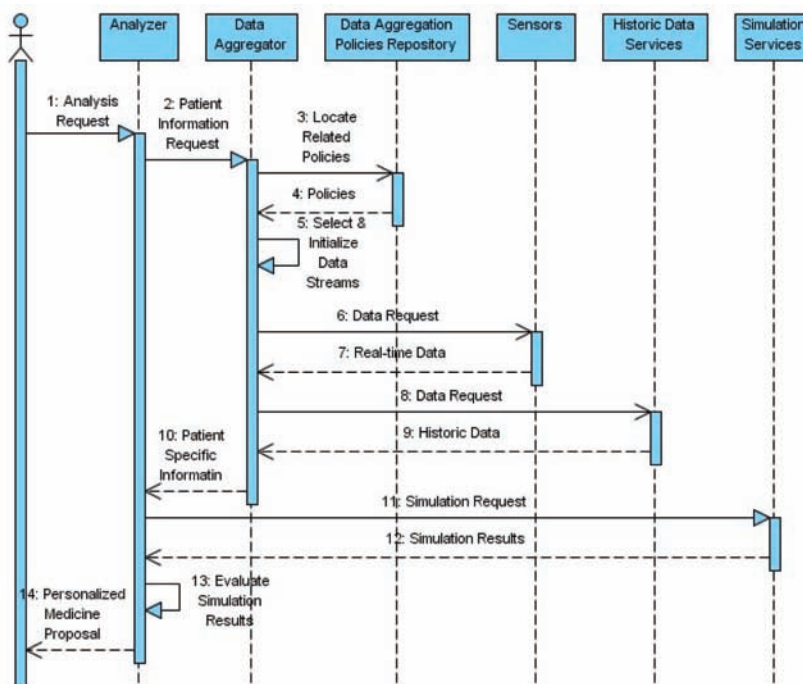 Analyzer
Data
Aggregator
Data Aggregation
Policies Repository
Sensors
Historic Data
Services
Simulation
Services
1: Analysis
Request
2: Patient
Information
Request
3: Locate
Related
Policies
4: Policies
5: Select &
Initialize
Data
Streams
6: Data Request
7: Real-time Data
8: Data Request
9: Historic Data
10: Patient
Specific
Informatin
11: Simulation Request
12: Simulation Results
13: Evaluate
Simulation
Results
14: Personalized
Medicine
Proposal